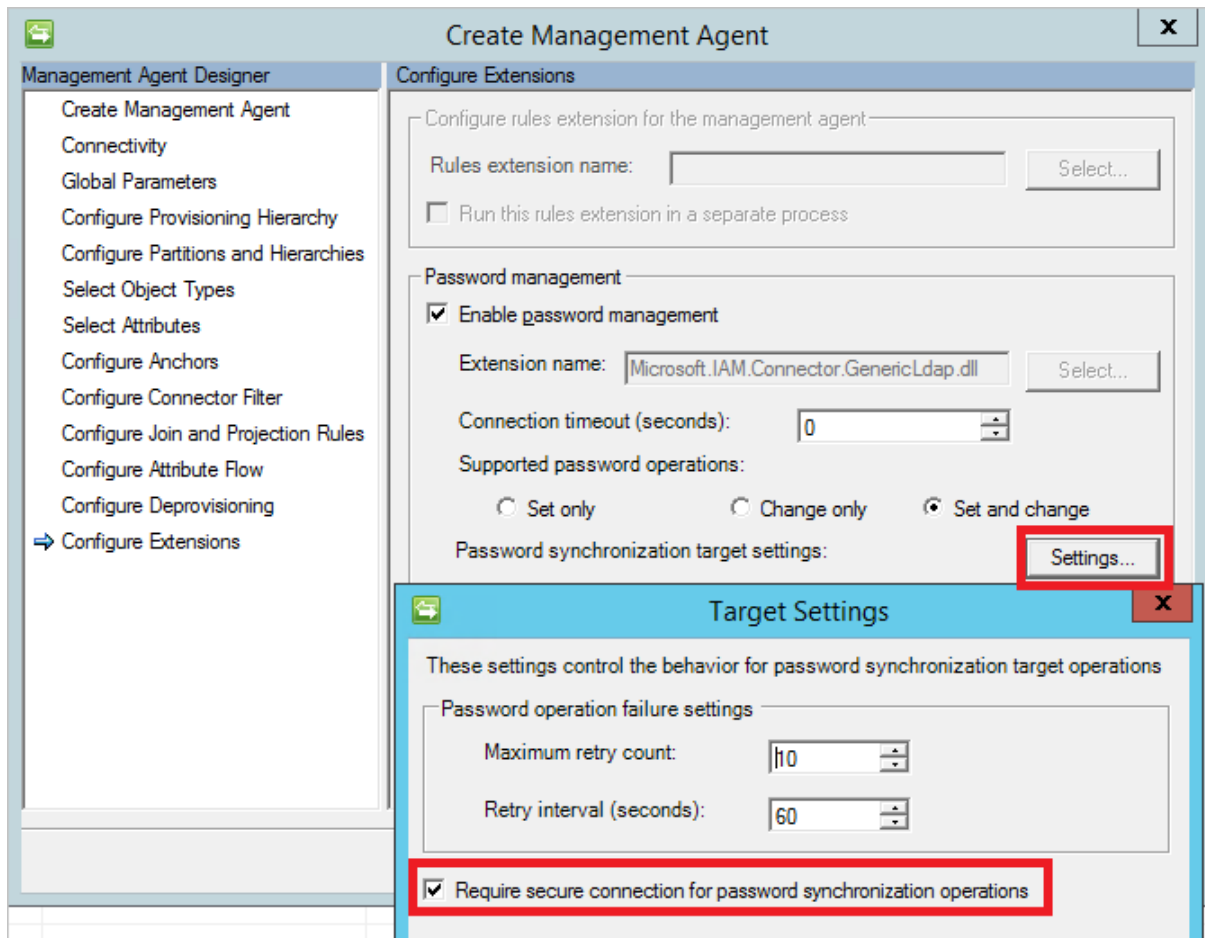 Create Management Agent
x
Management Agent Designer
Create Management Agent
Connectivity
Global Parameters
Configure Provisioning Hierarchy
Configure Partitions and Hierarchies
Select Object Types
Select Attributes
Configure Anchors
Configure Connector Filter
Configure Join and Projection Rules
Configure Attribute Flow
Configure Deprovisioning
Configure Extensions
Configure Extensions
Configure rules extension for the management agent
Rules extension name:
Select...
Run this rules extension in a separate process
Password management
Enable password management
Extension name: Microsoft.IAM.Connector.GenericLdap.dll Select...
Connection timeout (seconds): 0
Supported password operations:
Set only Change only Set and change
Password synchronization target settings: Settings...
Target Settings
x
These settings control the behavior for password synchronization target operations
Password operation failure settings
Maximum retry count: 10
Retry interval (seconds): 60
Require secure connection for password synchronization operations